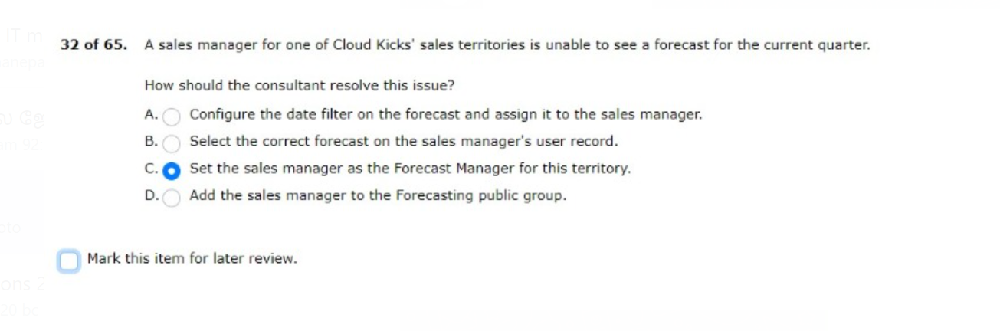 32 of 65. A sales manager for one of Cloud Kicks' sales territories is unable to see a forecast for the current quarter.
How should the consultant resolve this issue?
A. Configure the date filter on the forecast and assign it to the sales manager.
B. Select the correct forecast on the sales manager's user record.
C. Set the sales manager as the Forecast Manager for this territory.
D. Add the sales manager to the Forecasting public group.
Mark this item for later review.